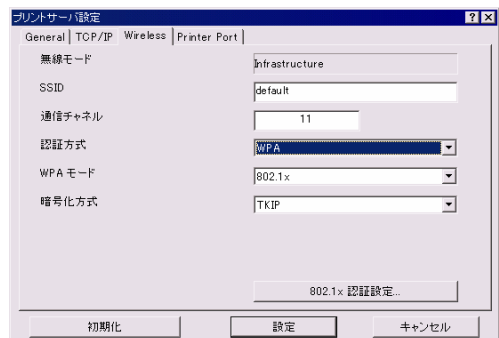 プリントサーバ設定
General TCP/IP Wireless Printer Port
無線モード Infrastructure
SSID default
通信チャネル 11
認証方式 WPA
WPA モード 802.1x
暗号化方式 TKIP
802.1x 認証設定...
初期化 設定 キャンセル